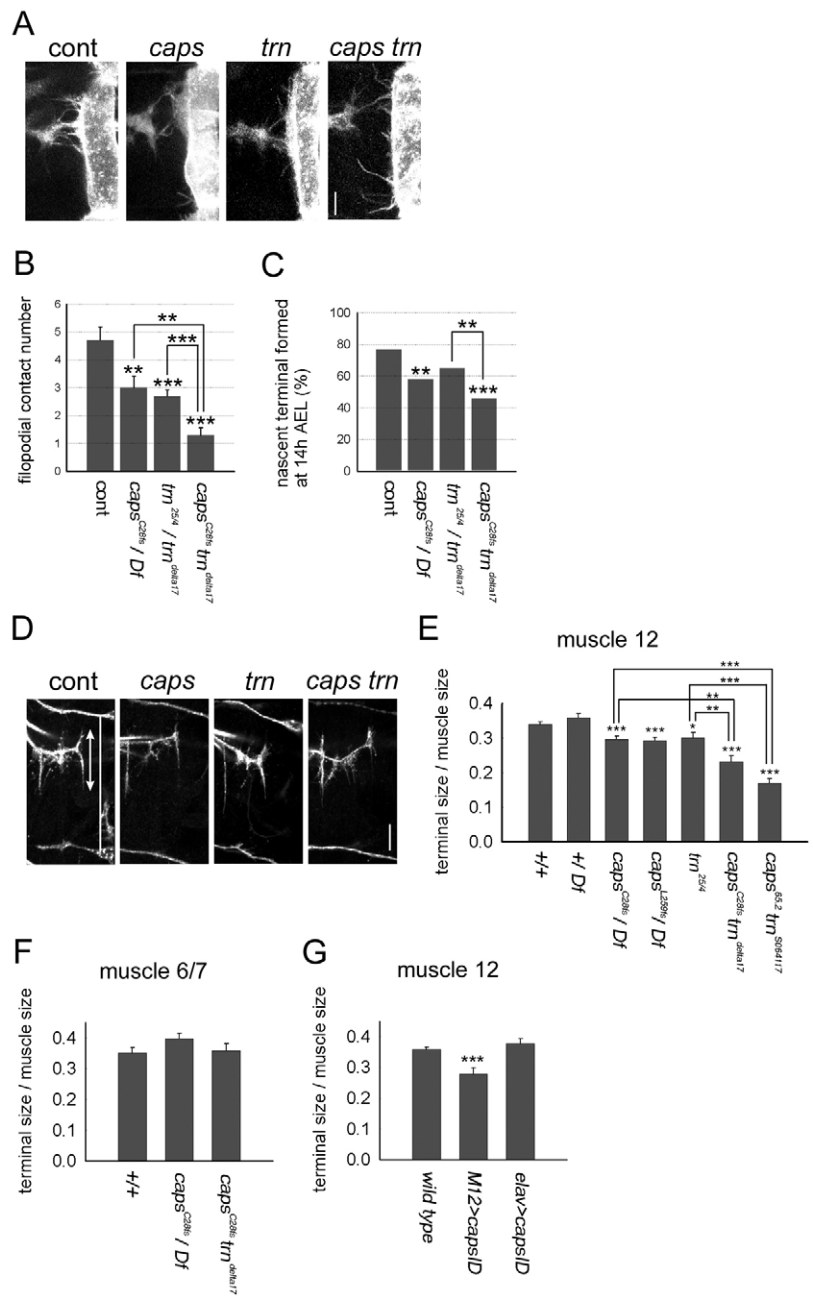 A
cont caps trn caps trn
B
filopodial contact number
6
5
4
3
2
1
0
**
***
**
***
***
cont
caps^C28fs / Df
trn^25/4 / trn^delta17
caps^C28fs trn^delta17
C
nascent terminal formed
at 14h AEL (%)
100
80
60
40
20
0
**
**
***
cont
caps^C28fs / Df
trn^25/4 / trn^delta17
caps^C28fs trn^delta17
D
cont caps trn caps trn
E
muscle 12
terminal size / muscle size
0.4
0.3
0.2
0.1
0.0
***
***
**
**
***
***
*
***
***
+/+
+/ Df
caps^C28fs / Df
caps^L259fs / Df
trn^25/4
caps^C28fs trn^delta17
caps^65.2 trn^S064117
F
muscle 6/7
terminal size / muscle size
0.4
0.3
0.2
0.1
0.0
+/+
caps^C28fs / Df
caps^C28fs trn^delta17
G
muscle 12
terminal size / muscle size
0.4
0.3
0.2
0.1
0.0
***
wild type
M12>capsID
elav>capsID